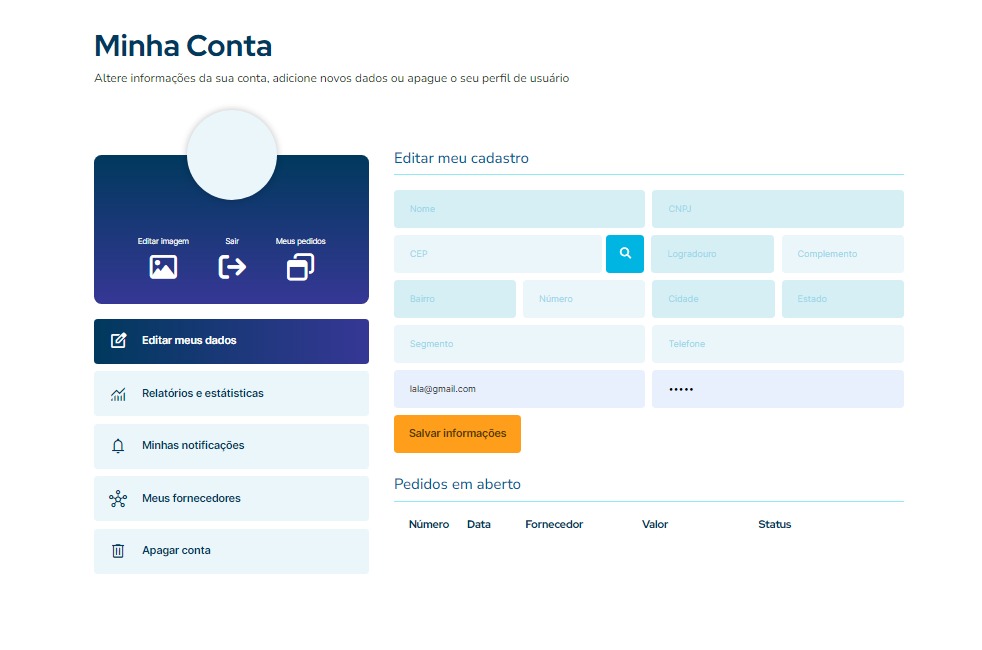 Minha Conta
Altere informações da sua conta, adicione novos dados ou apague o seu perfil de usuário
Editar imagem
Sair
Meus pedidos
Editar meus dados
Relatórios e estátisticas
Minhas notificações
Meus fornecedores
Apagar conta
Editar meu cadastro
Nome
CNPJ
CEP
Logradouro
Complemento
Bairro
Número
Cidade
Estado
Segmento
Telefone
lala@gmail.com
•••••
Salvar informações
Pedidos em aberto
Número Data Fornecedor Valor Status